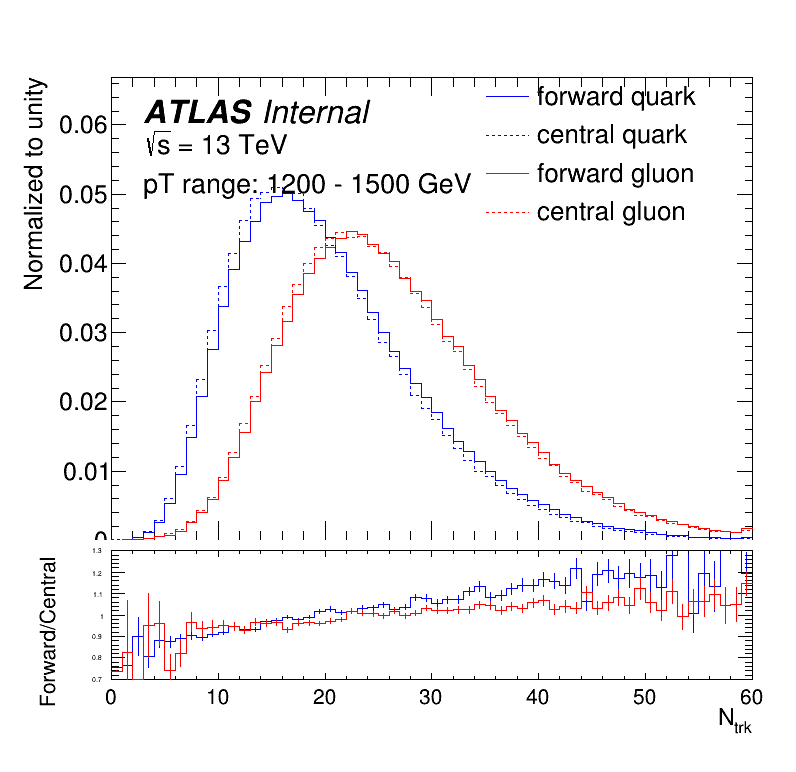 Normalized to unity
ATLAS Internal
√s = 13 TeV
pT range: 1200 - 1500 GeV
forward quark
central quark
forward gluon
central gluon
0.06
0.05
0.04
0.03
0.02
0.01
0
Forward/Central
1.3
1.2
1.1
1
0.9
0.8
0.7
0 10 20 30 40 50 60
N_trk